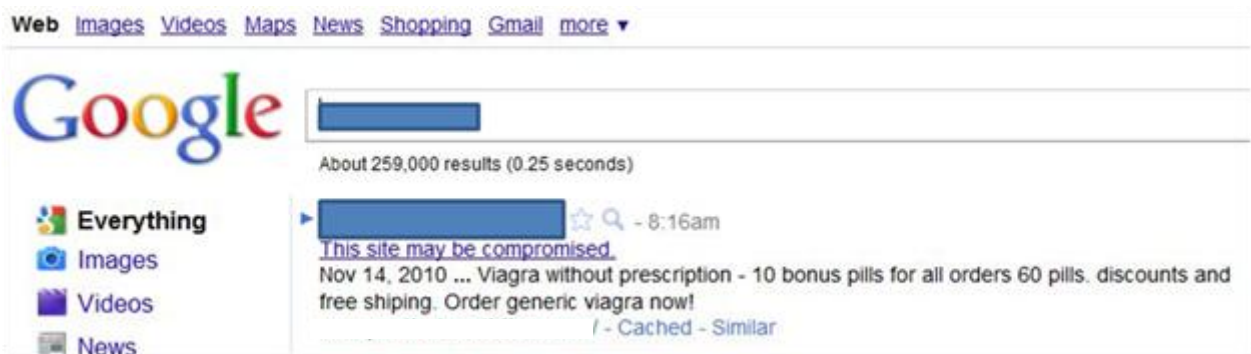 Web Images Videos Maps News Shopping Gmail more ▼
Google
About 259,000 results (0.25 seconds)
Everything
- 8:16am
This site may be compromised.
Images
Nov 14, 2010 ... Viagra without prescription - 10 bonus pills for all orders 60 pills. discounts and
free shiping. Order generic viagra now!
Videos
/ - Cached - Similar
News